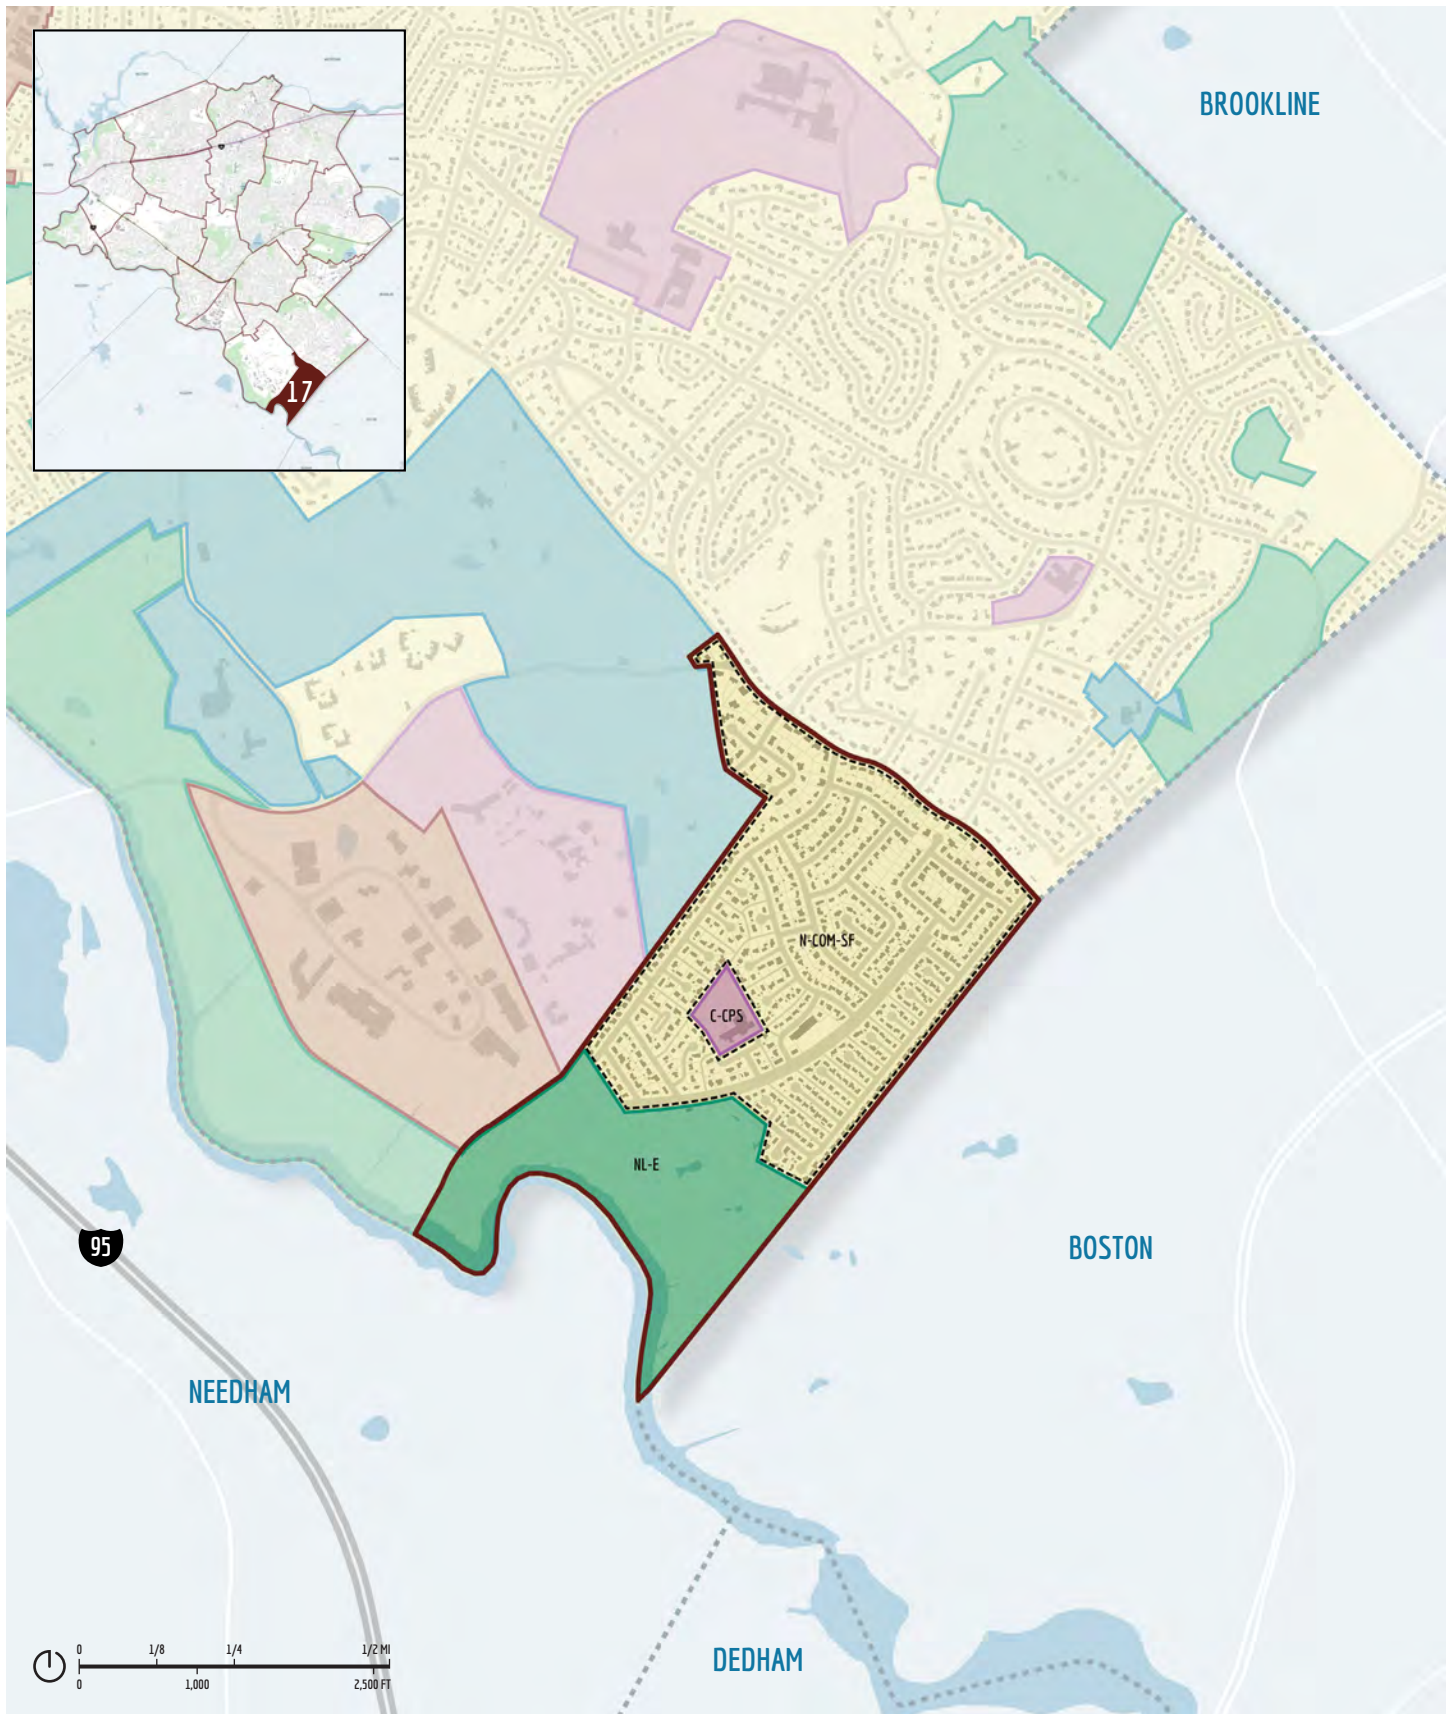 BROOKLINE
17
N-COM-SF
C-CPS
NL-E
95
BOSTON
NEEDHAM
DEDHAM
0 1/8 1/4 1/2 MI
0 1,000 2,500 FT